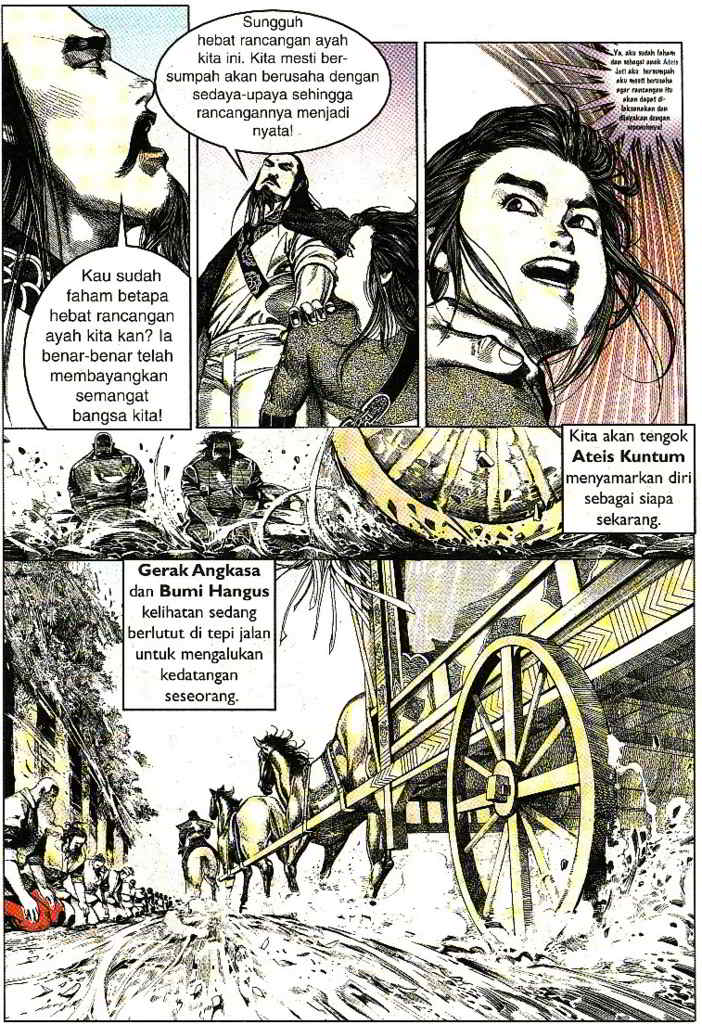 Kau sudah
faham betapa
hebat rancangan
ayah kita kan? Ia
benar-benar telah
membayangkan
semangat
bangsa kita!
Sungguh
hebat rancangan ayah
kita ini. Kita mesti ber-
sumpah akan berusaha dengan
sedaya-upaya sehingga
rancangannya menjadi
nyata!
Ya, aku sudah faham
dan sebagai anak Ateis
Jati aku bersumpah
aku mesti berusaha
agar rancangan itu
akan dapat di-
laksanakan dan
dijayakan dengan
Kita akan tengok
Ateis Kuntum
menyamarkan diri
sebagai siapa
sekarang.
Gerak Angkasa
dan Bumi Hangus
kelihatan sedang
berlutut di tepi jalan
untuk mengalukan
kedatangan
seseorang.